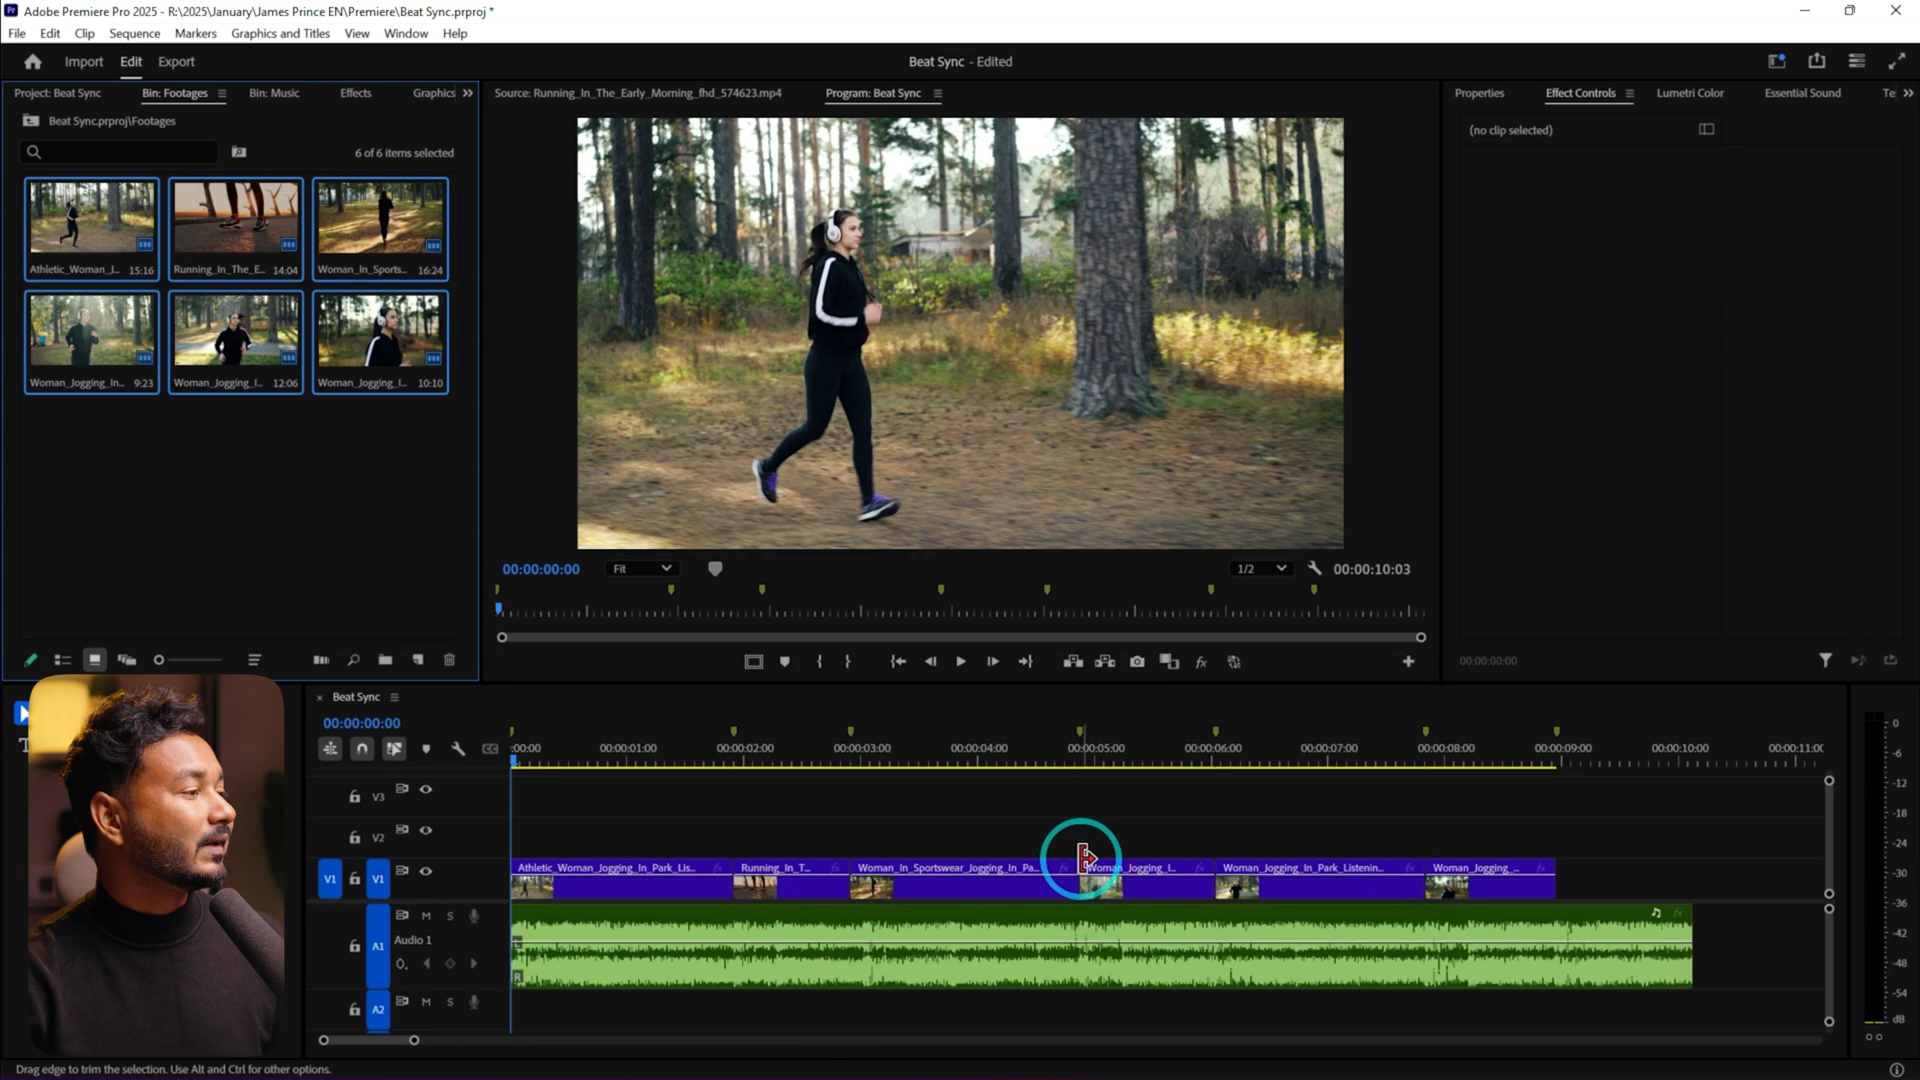 Adobe Premiere Pro 2025 - R:\2025\January\James Prince EN\Premiere\Beat Sync.prproj *
File Edit Clip Sequence Markers Graphics and Titles View Window Help
Import Edit Export
Beat Sync - Edited
Project: Beat Sync Bin: Footages Bin: Music Effects Graphics
Source: Running_In_The_Early_Morning_fhd_574623.mp4 Program: Beat Sync
Properties Effect Controls Lumetri Color Essential Sound Te
Beat Sync.prproj\Footages
(no clip selected)
6 of 6 items selected
Athletic_Woman_J... 15:16 Running_In_The_E... 14:04 Woman_In_Sports... 16:24
Woman_Jogging_In... 9:23 Woman_Jogging_I... 12:06 Woman_Jogging_I... 10:10
00:00:00:00 Fit 1/2 00:00:10:03
00:00:00:00
Beat Sync
00:00:00:00
:00:00 00:00:01:00 00:00:02:00 00:00:03:00 00:00:04:00 00:00:05:00 00:00:06:00 00:00:07:00 00:00:08:00 00:00:09:00 00:00:10:00 00:00:11:0
V3
V2
V1 V1
Athletic_Woman_Jogging_In_Park_Lis... Running_In_T... Woman_In_Sportswear_Jogging_In_Pa... Woman_Jogging_I... Woman_Jogging_In_Park_Listenin... Woman_Jogging_...
M S
A1 Audio 1
R
A2 M S
0
-6
-12
-18
-24
-30
-36
-42
-48
-54
dB
Drag edge to trim the selection. Use Alt and Ctrl for other options.